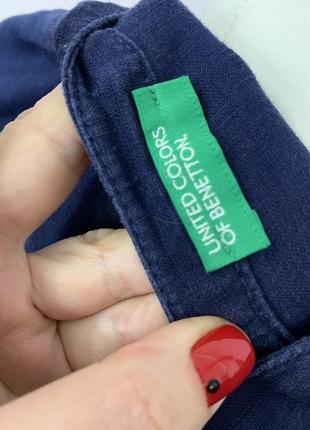 UNITED COLORS
OF BENETTON.